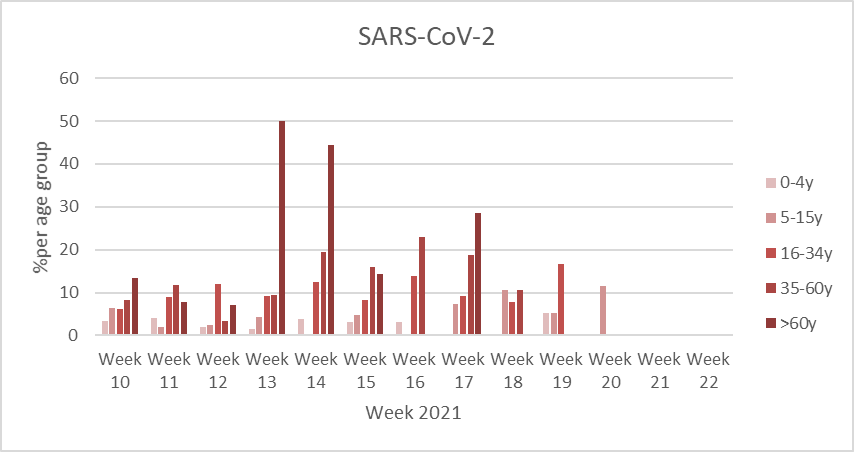 SARS-CoV-2
60
50
40
30
20
10
0
%per age group
Week Week Week Week Week Week Week Week Week Week Week Week Week
10 11 12 13 14 15 16 17 18 19 20 21 22
Week 2021
0-4y
5-15y
16-34y
35-60y
>60y